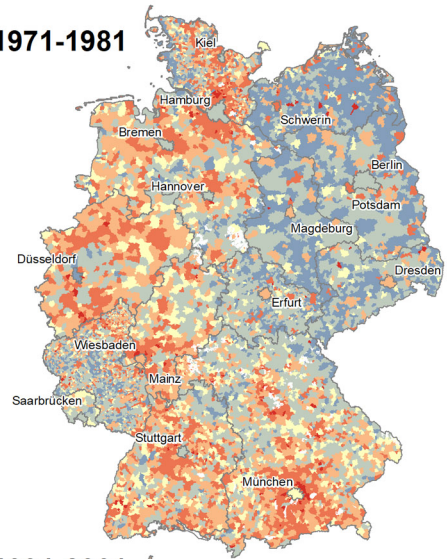 1971-1981
Kiel
Hamburg
Schwerin
Bremen
Berlin
Hannover
Potsdam
Magdeburg
Düsseldorf
Dresden
Erfurt
Wiesbaden
Mainz
Saarbrücken
Stuttgart
München